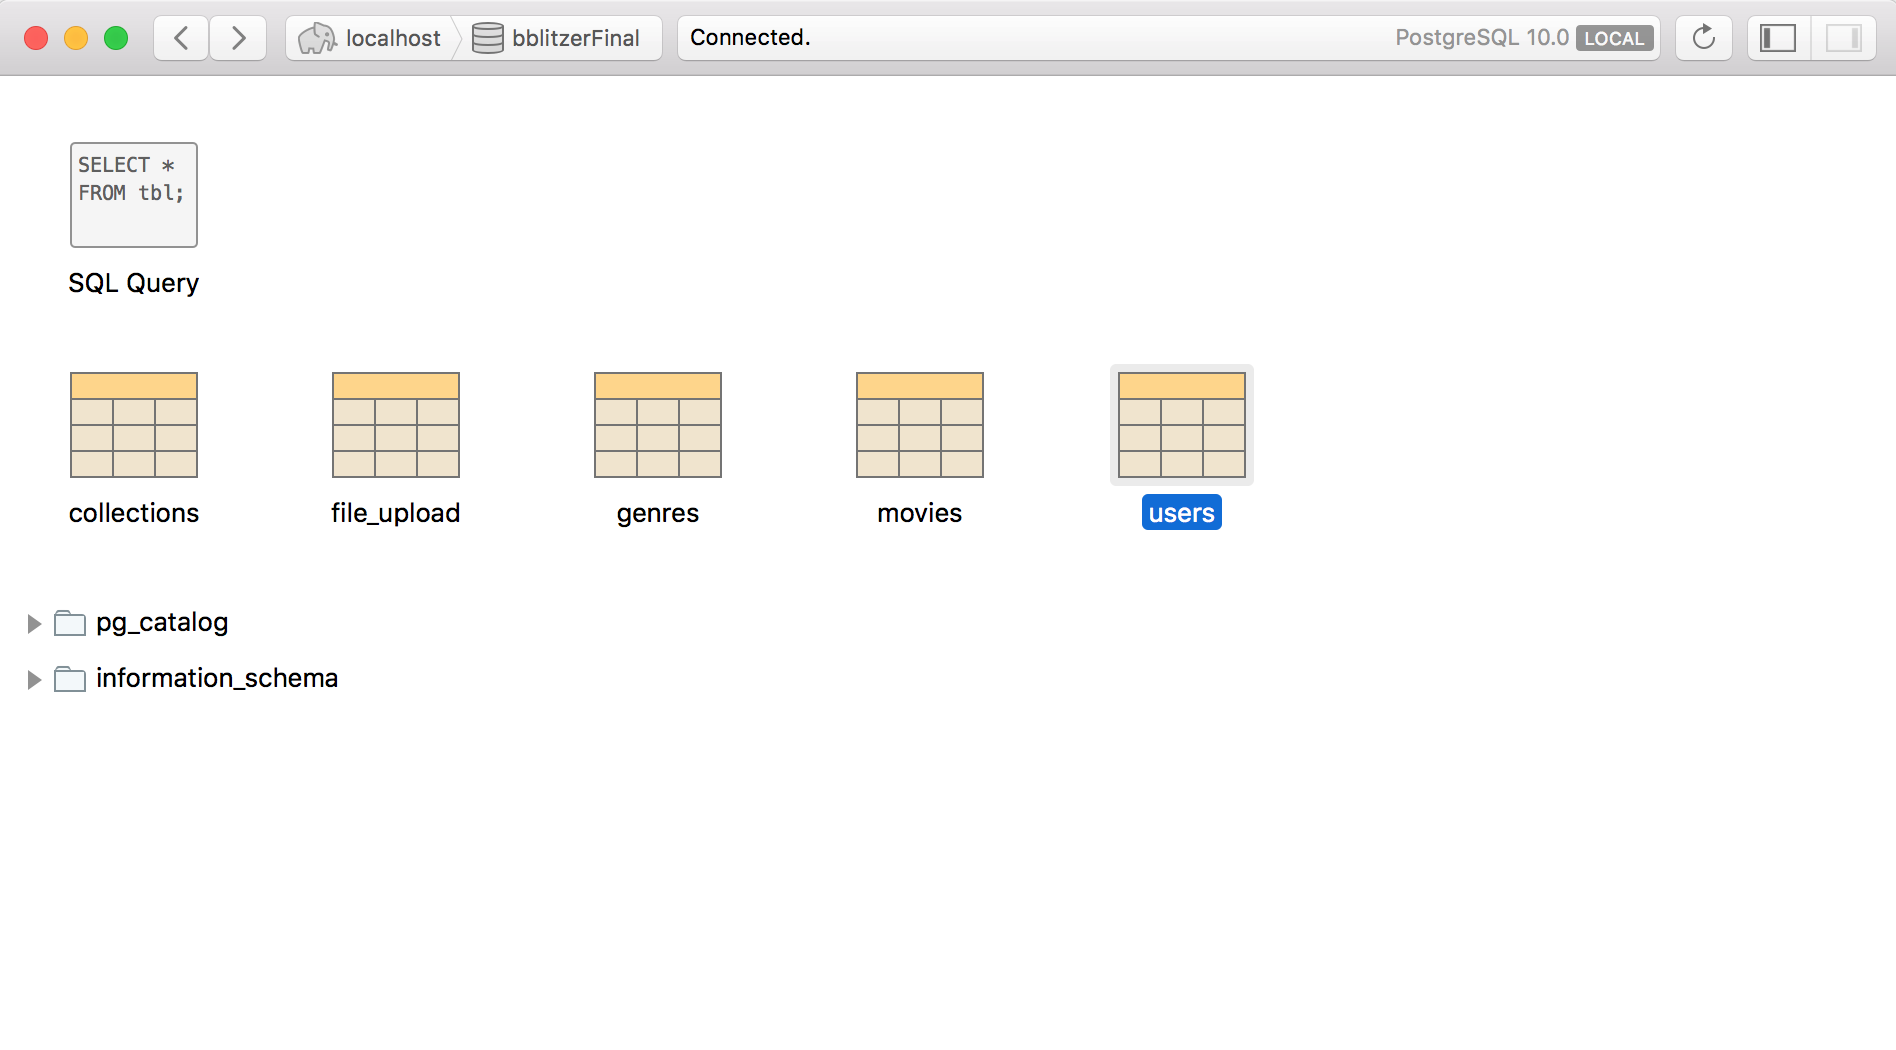 localhost bblitzerFinal Connected. PostgreSQL 10.0 LOCAL
SELECT *
FROM tbl;
SQL Query
collections file_upload genres movies users
pg_catalog
information_schema